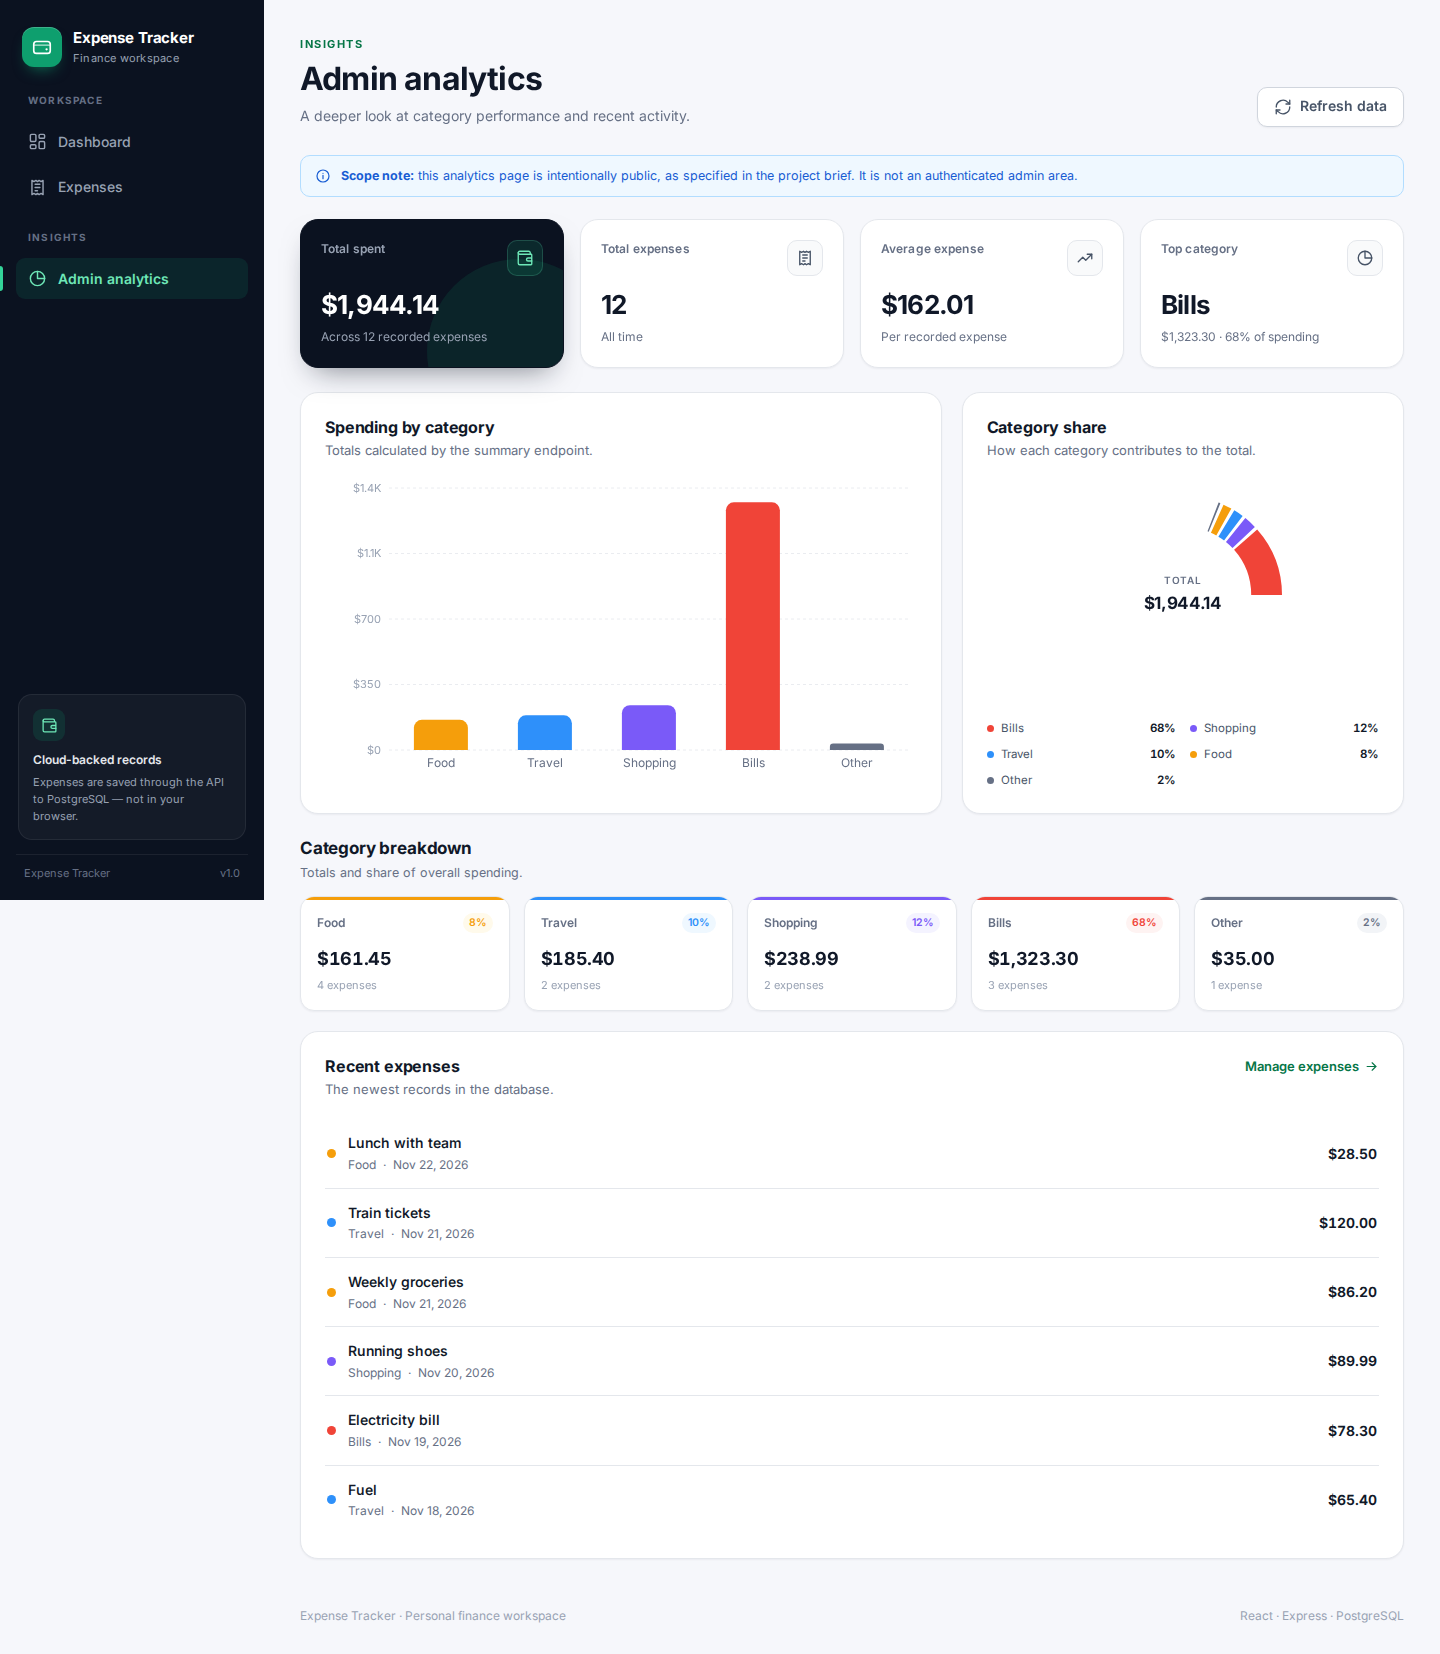 Expense Tracker
Finance workspace
WORKSPACE
Dashboard
Expenses
INSIGHTS
Admin analytics
Cloud-backed records
Expenses are saved through the API
to PostgreSQL — not in your
browser.
Expense Tracker v1.0
INSIGHTS
Admin analytics
A deeper look at category performance and recent activity.
Refresh data
Scope note: this analytics page is intentionally public, as specified in the project brief. It is not an authenticated admin area.
Total spent
$1,944.14
Across 12 recorded expenses
Total expenses
12
All time
Average expense
$162.01
Per recorded expense
Top category
Bills
$1,323.30 · 68% of spending
Spending by category
Totals calculated by the summary endpoint.
$1.4K
$1.1K
$700
$350
$0
Food Travel Shopping Bills Other
Category share
How each category contributes to the total.
TOTAL
$1,944.14
Bills 68% Shopping 12%
Travel 10% Food 8%
Other 2%
Category breakdown
Totals and share of overall spending.
Food 8%
$161.45
4 expenses
Travel 10%
$185.40
2 expenses
Shopping 12%
$238.99
2 expenses
Bills 68%
$1,323.30
3 expenses
Other 2%
$35.00
1 expense
Recent expenses
The newest records in the database.
Manage expenses →
Lunch with team
Food · Nov 22, 2026
$28.50
Train tickets
Travel · Nov 21, 2026
$120.00
Weekly groceries
Food · Nov 21, 2026
$86.20
Running shoes
Shopping · Nov 20, 2026
$89.99
Electricity bill
Bills · Nov 19, 2026
$78.30
Fuel
Travel · Nov 18, 2026
$65.40
Expense Tracker · Personal finance workspace
React · Express · PostgreSQL